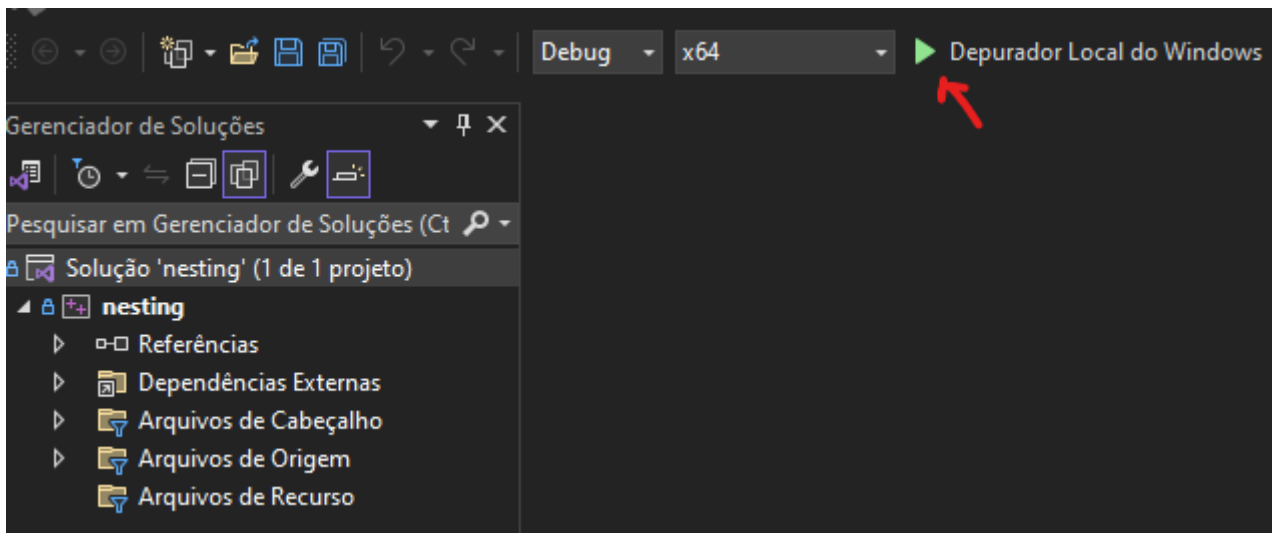 Debug x64 Depurador Local do Windows
Gerenciador de Soluções
Pesquisar em Gerenciador de Soluções (Ct
Solução 'nesting' (1 de 1 projeto)
nesting
Referências
Dependências Externas
Arquivos de Cabeçalho
Arquivos de Origem
Arquivos de Recurso